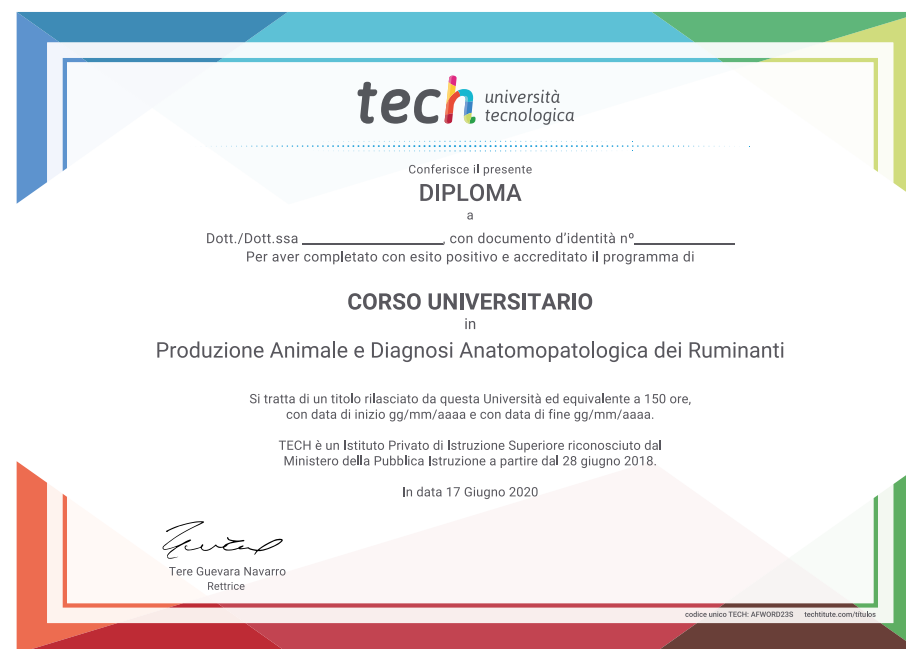 tech università
tecnologica
Conferisce il presente
DIPLOMA
a
Dott./Dott.ssa ____________________, con documento d'identità nº______________
Per aver completato con esito positivo e accreditato il programma di
CORSO UNIVERSITARIO
in
Produzione Animale e Diagnosi Anatomopatologica dei Ruminanti
Si tratta di un titolo rilasciato da questa Università ed equivalente a 150 ore,
con data di inizio gg/mm/aaaa e con data di fine gg/mm/aaaa.
TECH è un Istituto Privato di Istruzione Superiore riconosciuto dal
Ministero della Pubblica Istruzione a partire dal 28 giugno 2018.
In data 17 Giugno 2020
Tere Guevara Navarro
Rettrice
codice unico TECH: AFWORD23S techtitute.com/titulos